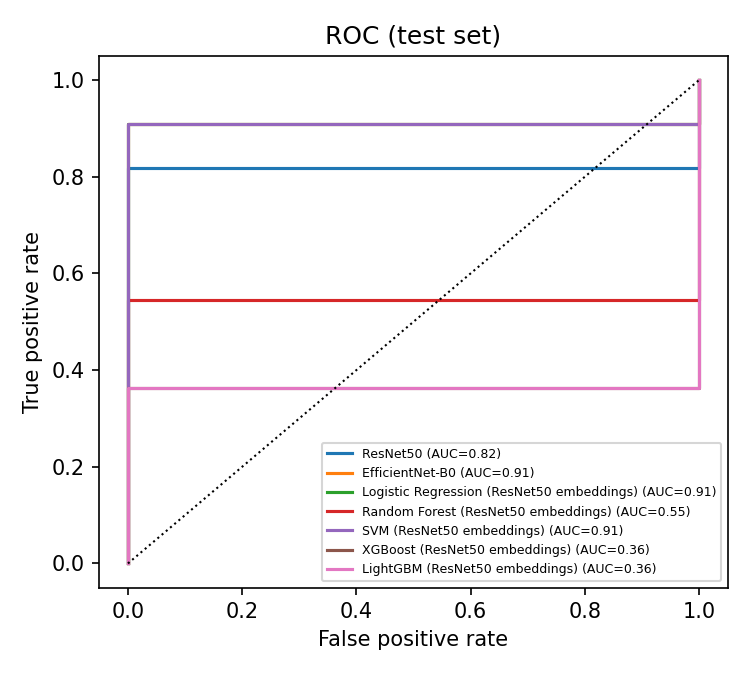 ROC (test set)
True positive rate
1.0
0.8
0.6
0.4
0.2
0.0
ResNet50 (AUC=0.82)
EfficientNet-B0 (AUC=0.91)
Logistic Regression (ResNet50 embeddings) (AUC=0.91)
Random Forest (ResNet50 embeddings) (AUC=0.55)
SVM (ResNet50 embeddings) (AUC=0.91)
XGBoost (ResNet50 embeddings) (AUC=0.36)
LightGBM (ResNet50 embeddings) (AUC=0.36)
0.0 0.2 0.4 0.6 0.8 1.0
False positive rate